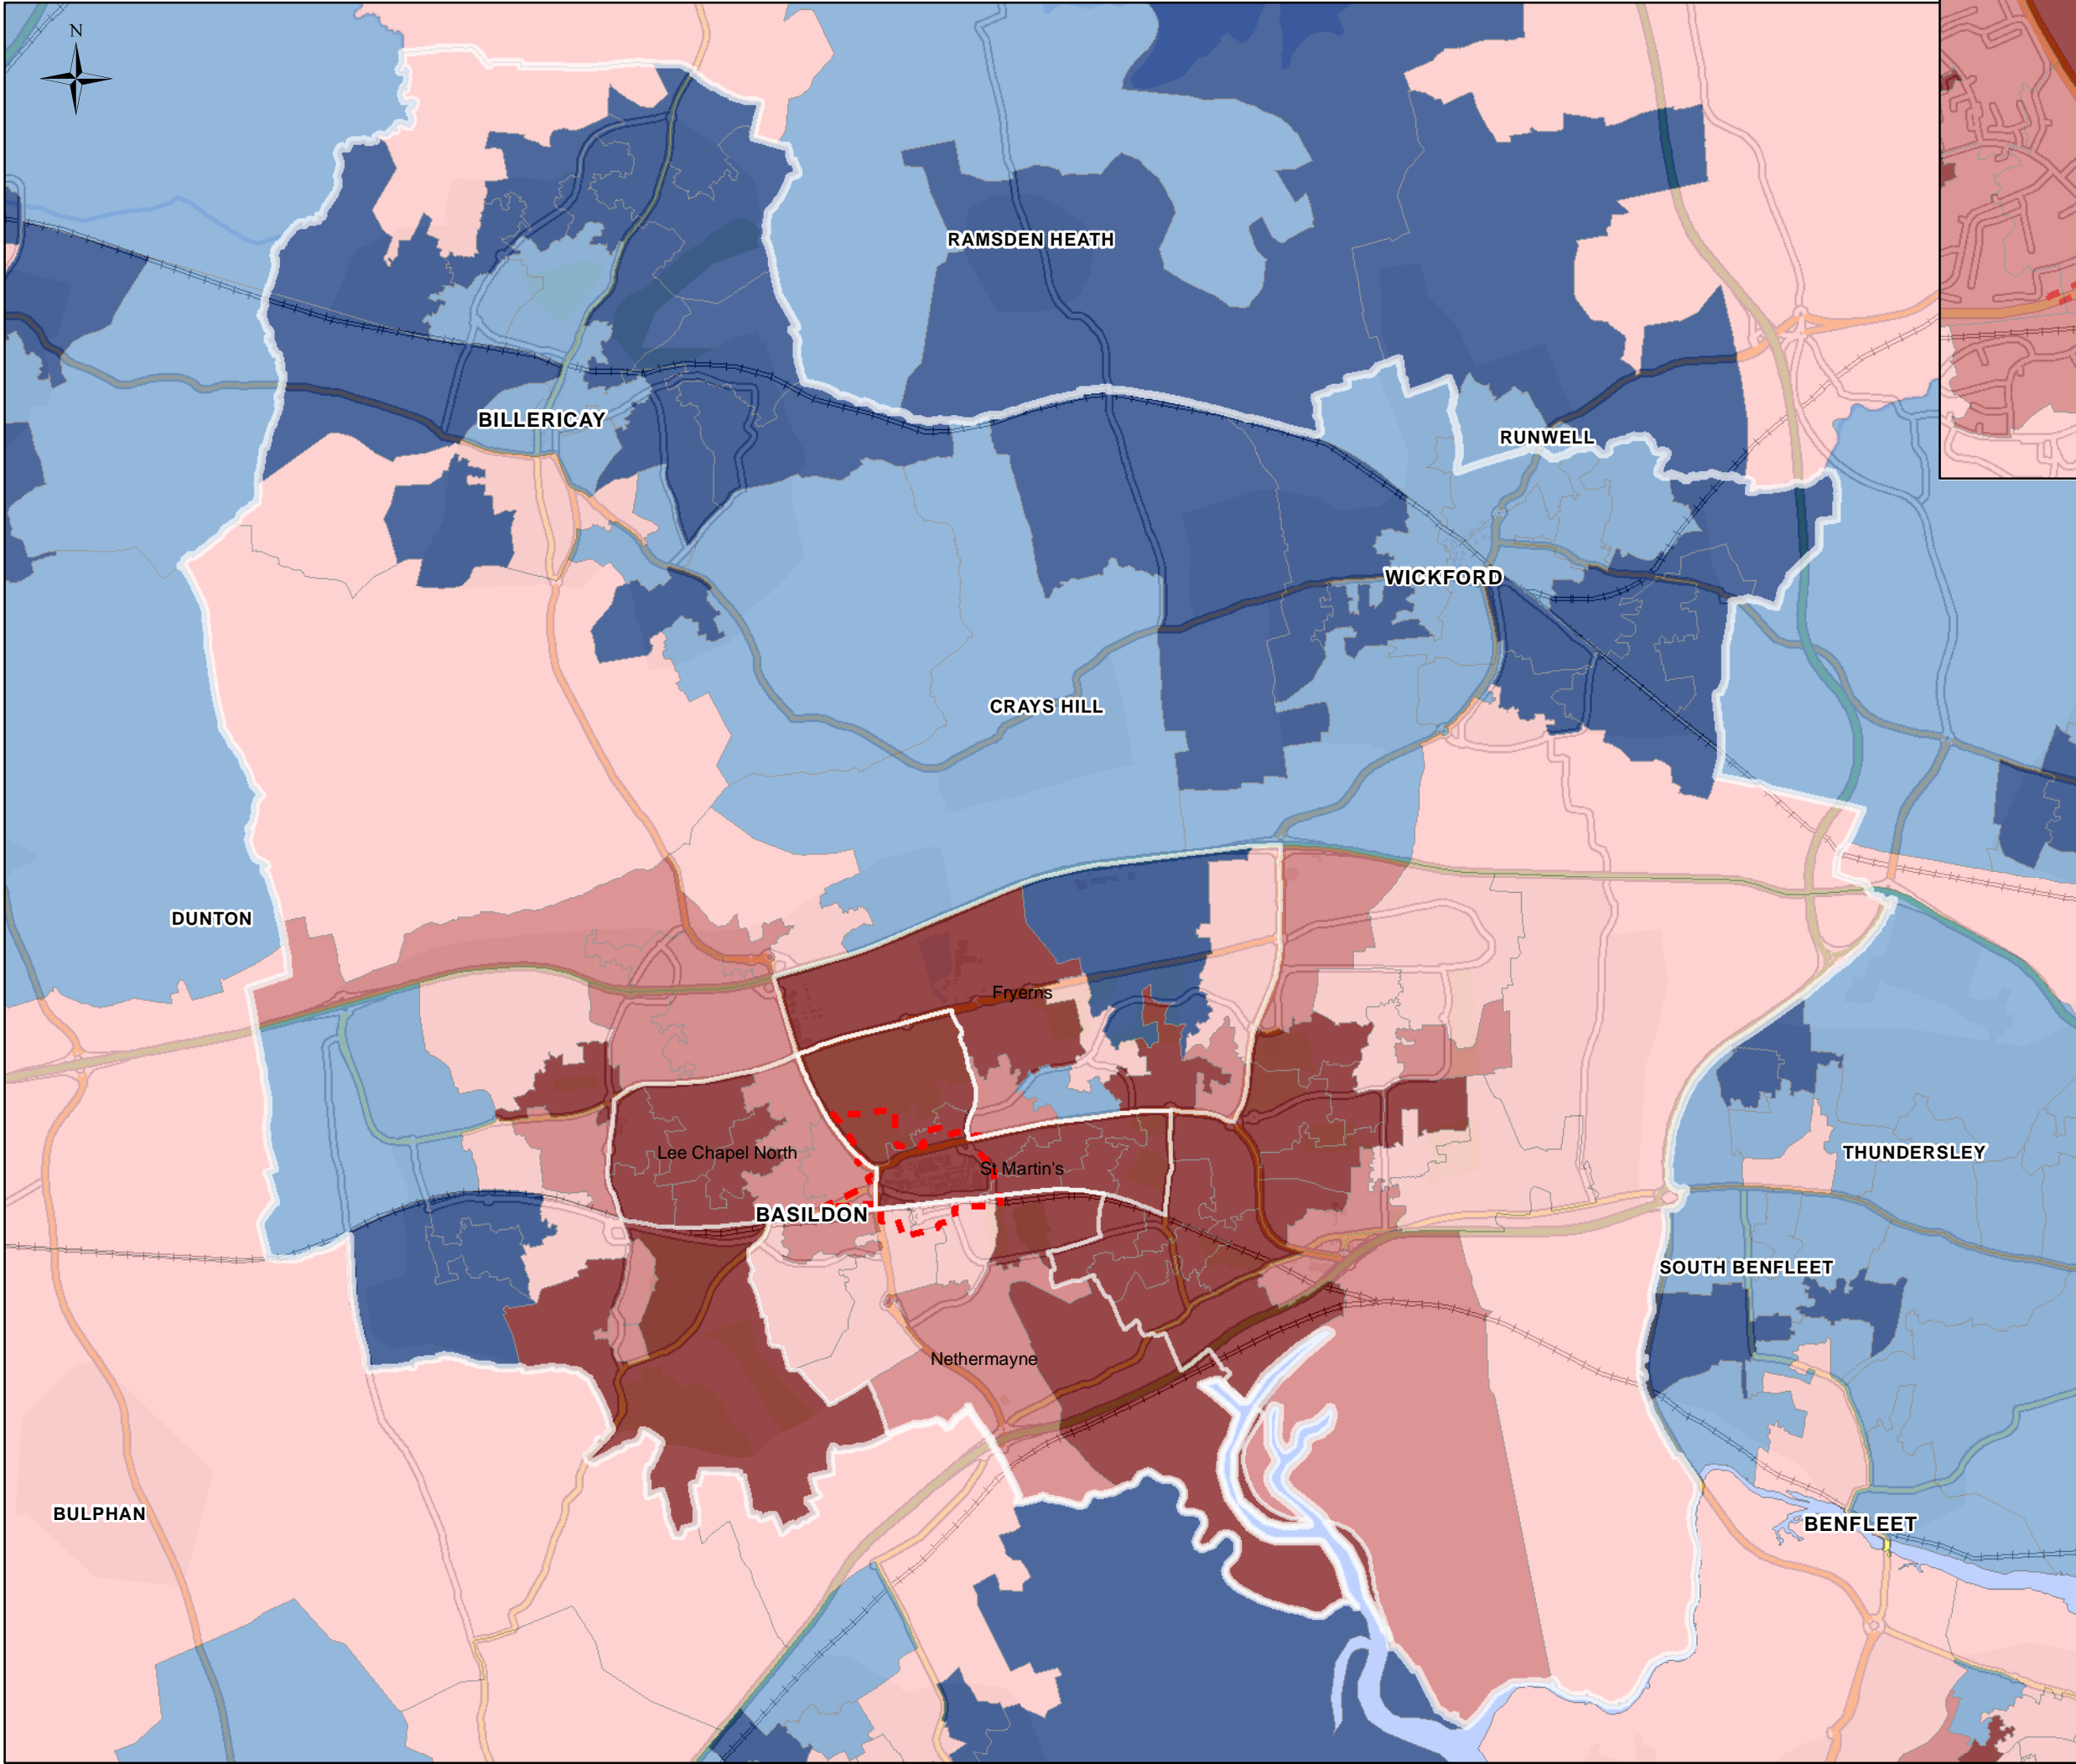 N
RAMSDEN HEATH
BILLERICAY
RUNWELL
WICKFORD
CRAYS HILL
DUNTON
Fryerns
Lee Chapel North
St Martin's
THUNDERSLEY
BASILDON
SOUTH BENFLEET
Nethermayne
BULPHAN
BENFLEET